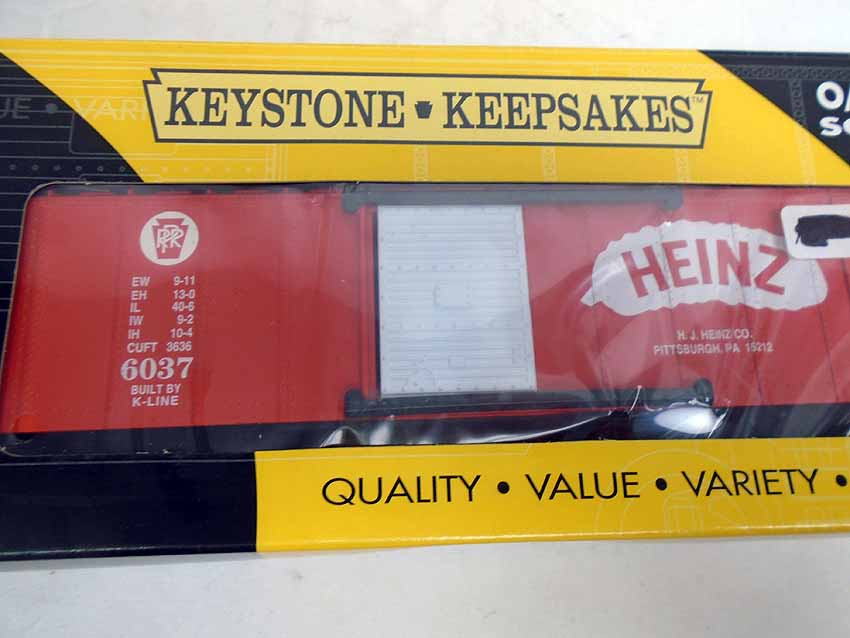 KEYSTONE KEEPSAKES™
PRR
EW 9-11
EH 13-0
IL 40-6
IW 9-2
IH 10-4
CUFT 3636
6037
BUILT BY
K-LINE
HEINZ
H. J. HEINZ CO.
PITTSBURGH, PA 15212
QUALITY • VALUE • VARIETY •